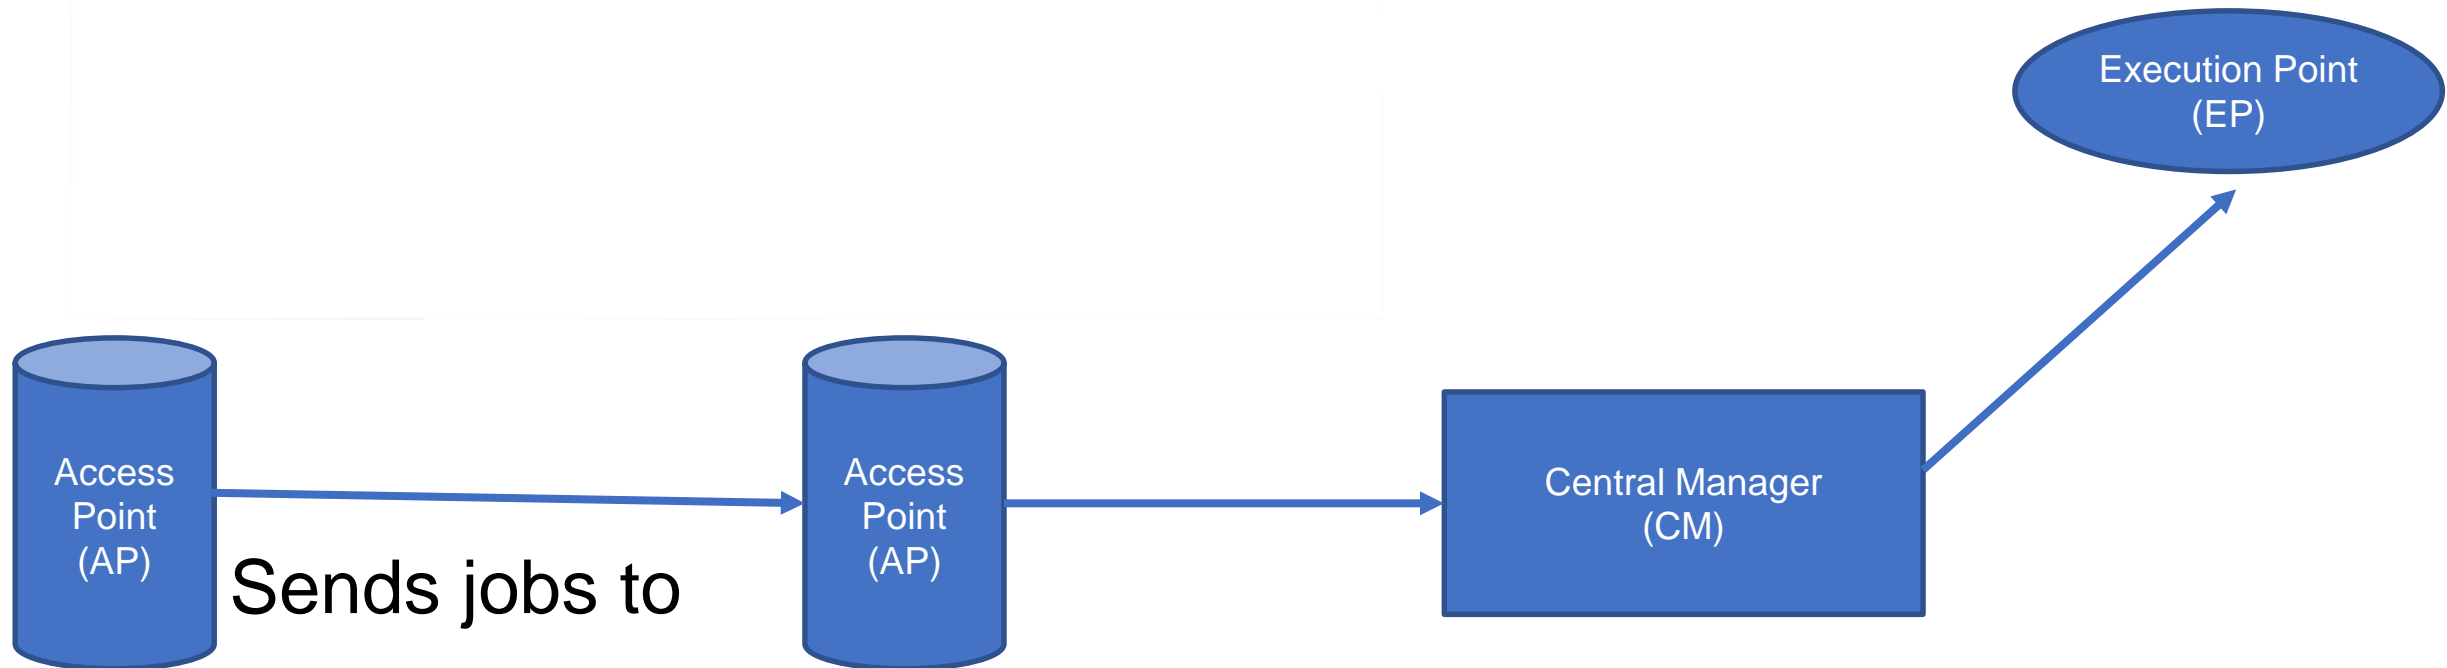 Execution Point
(EP)
Access
Point
(AP)
Sends jobs to
Access
Point
(AP)
Central Manager
(CM)